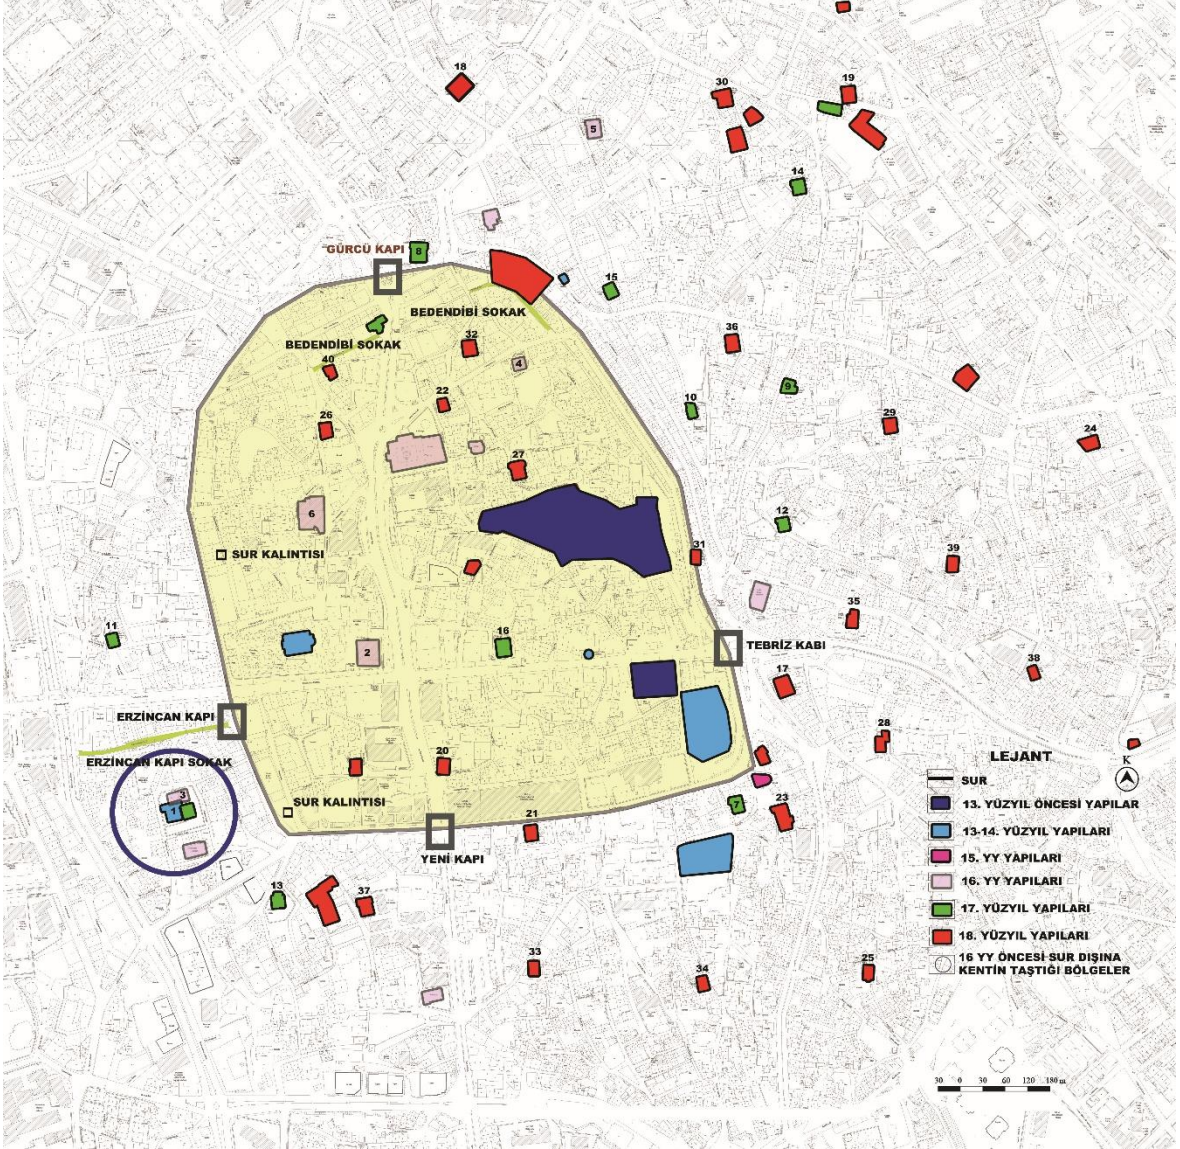 18
30
19
5
14
GÜRCÜ KAPI
8
15
BEDENDİBİ SOKAK
BEDENDİBİ SOKAK
32
36
40
4
9
22
10
26
29
24
27
6
12
SUR KALINTISI
31
39
35
11
16
2
TEBRİZ KABI
17
38
ERZİNCAN KAPI
28
ERZİNCAN KAPI SOKAK
20
3
1
SUR KALINTISI
7
23
21
YENİ KAPI
13
37
33
34
25
K
LEJANT
SUR
13. YÜZYIL ÖNCESİ YAPILAR
13-14. YÜZYIL YAPILARI
15. YY YAPILARI
16. YY YAPILARI
17. YÜZYIL YAPILARI
18. YÜZYIL YAPILARI
16 YY ÖNCESİ SUR DIŞINA
KENTİN TAŞTIĞI BÖLGELER
30 0 30 60 120 180 m